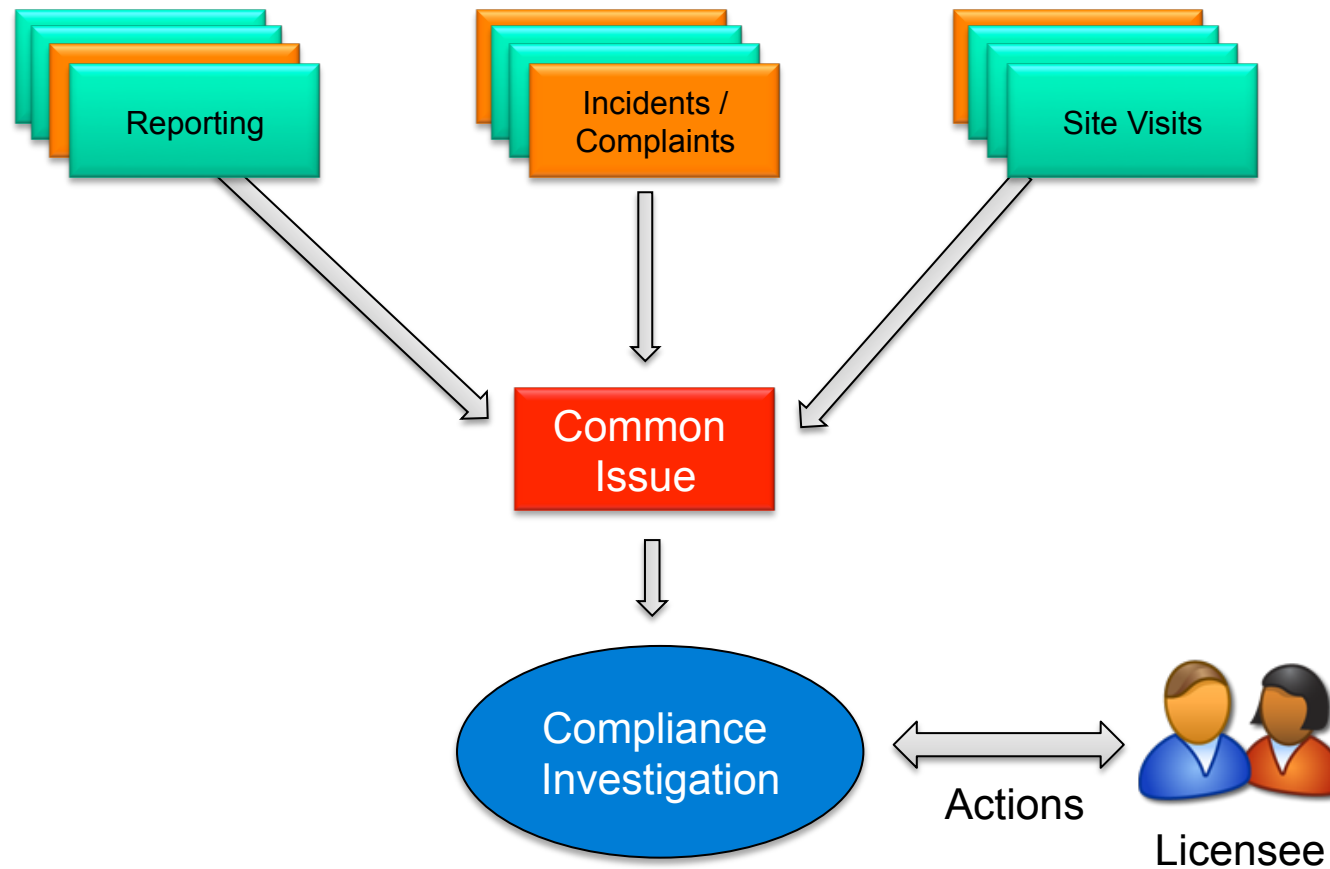 Reporting
Incidents /
Complaints
Site Visits
Common
Issue
Compliance
Investigation
Actions
Licensee